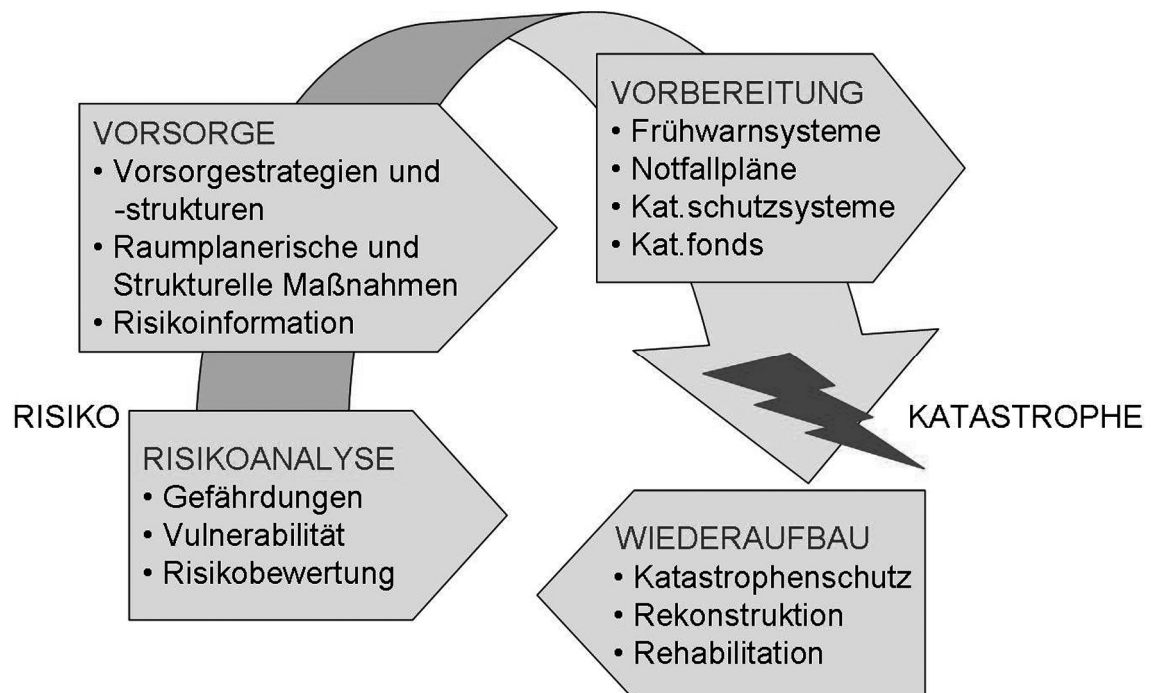 VORSORGE
• Vorsorgestrategien und
-strukturen
• Raumplanerische und
Strukturelle Maßnahmen
• Risikoinformation
VORBEREITUNG
• Frühwarnsysteme
• Notfallpläne
• Kat.schutzsysteme
• Kat.fonds
RISIKO
KATASTROPHE
RISIKOANALYSE
• Gefährdungen
• Vulnerabilität
• Risikobewertung
WIEDERAUFBAU
• Katastrophenschutz
• Rekonstruktion
• Rehabilitation